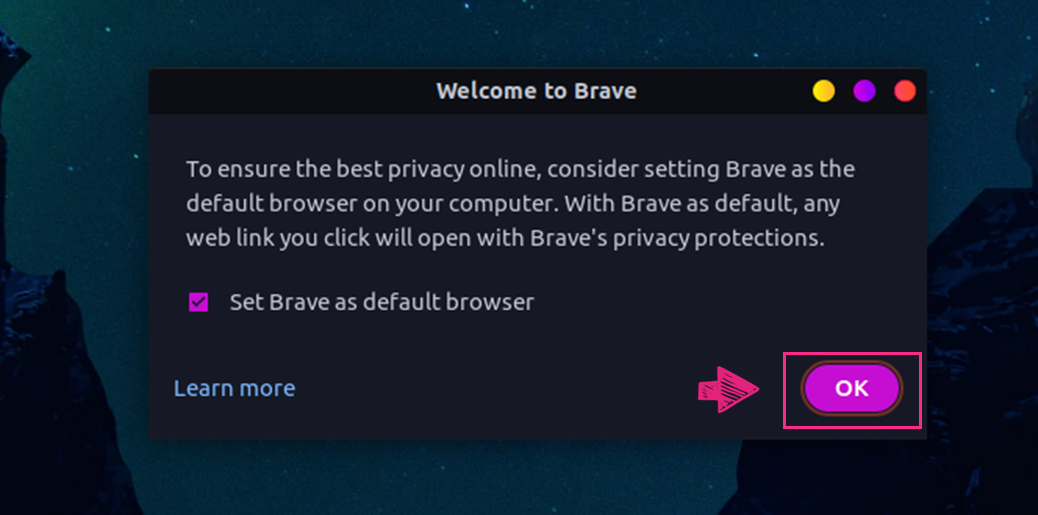 Welcome to Brave
To ensure the best privacy online, consider setting Brave as the
default browser on your computer. With Brave as default, any
web link you click will open with Brave's privacy protections.
Set Brave as default browser
Learn more
OK